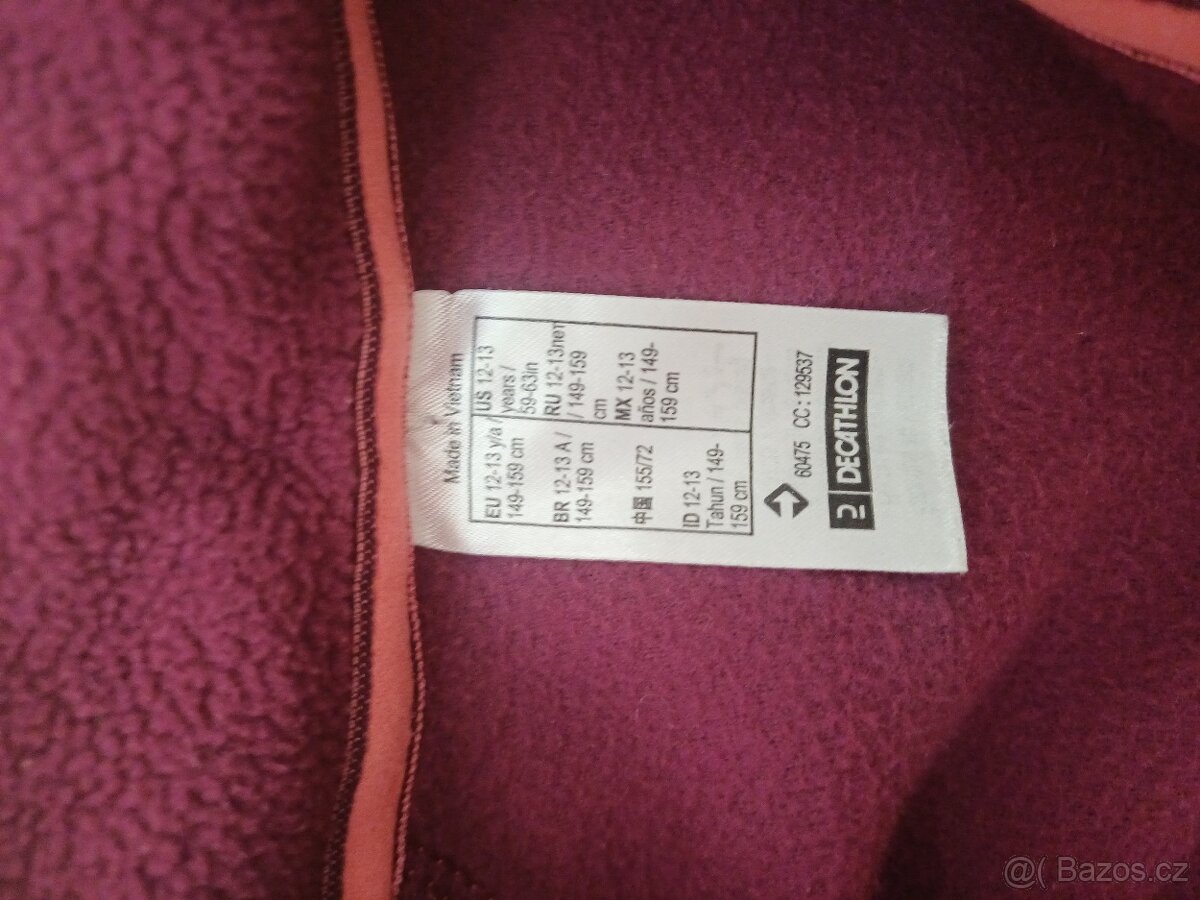 Made in Vietnam
EU 12-13 y/a /
149-159 cm
US 12-13
years /
59-63in
BR 12-13 A /
149-159 cm
RU 12-13лет
/ 149-159
cm
中国 155/72
MX 12-13
años / 149-
159 cm
ID 12-13
Tahun / 149-
159 cm
60475 CC : 129537
DECATHLON
@( Bazos.cz